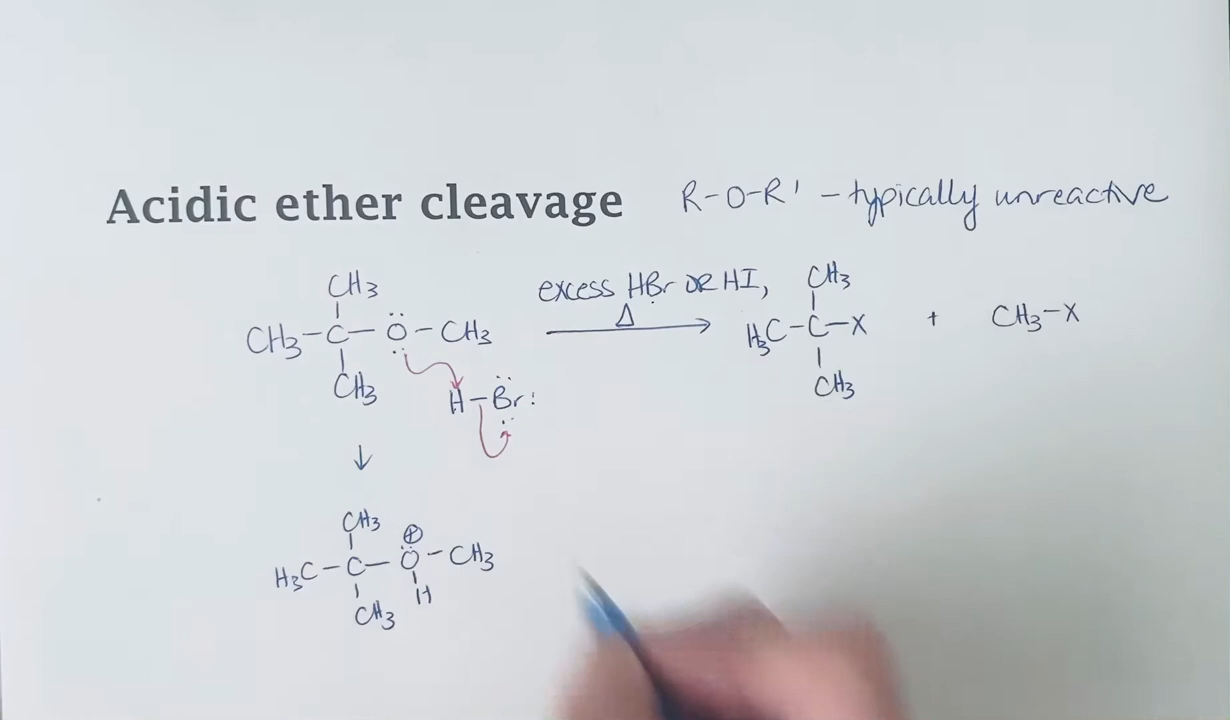 Acidic ether cleavage R-O-R' - typically unreactive
CH₃ excess HBr OR HI, CH₃
CH₃-C-Ö-CH₃ Δ H₃C-C-X + CH₃-X
CH₃ H-Br: CH₃
↓
CH₃ ⊕
H₃C-C-Ö-CH₃
CH₃ H